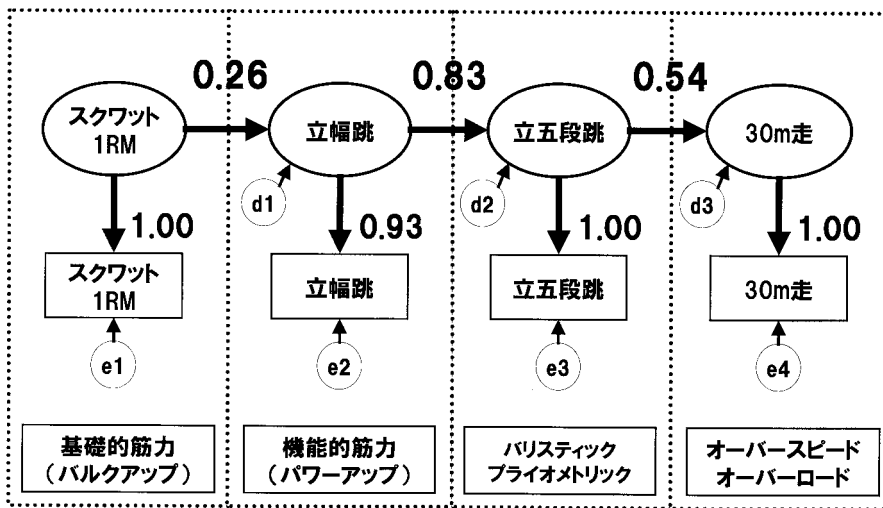 0.26
0.83
0.54
スクワット
1RM
立幅跳
立五段跳
30m走
d1
d2
d3
1.00
0.93
1.00
1.00
スクワット
1RM
立幅跳
立五段跳
30m走
e1
e2
e3
e4
基礎的筋力
(バルクアップ)
機能的筋力
(パワーアップ)
バリスティック
プライオメトリック
オーバースピード
オーバーロード